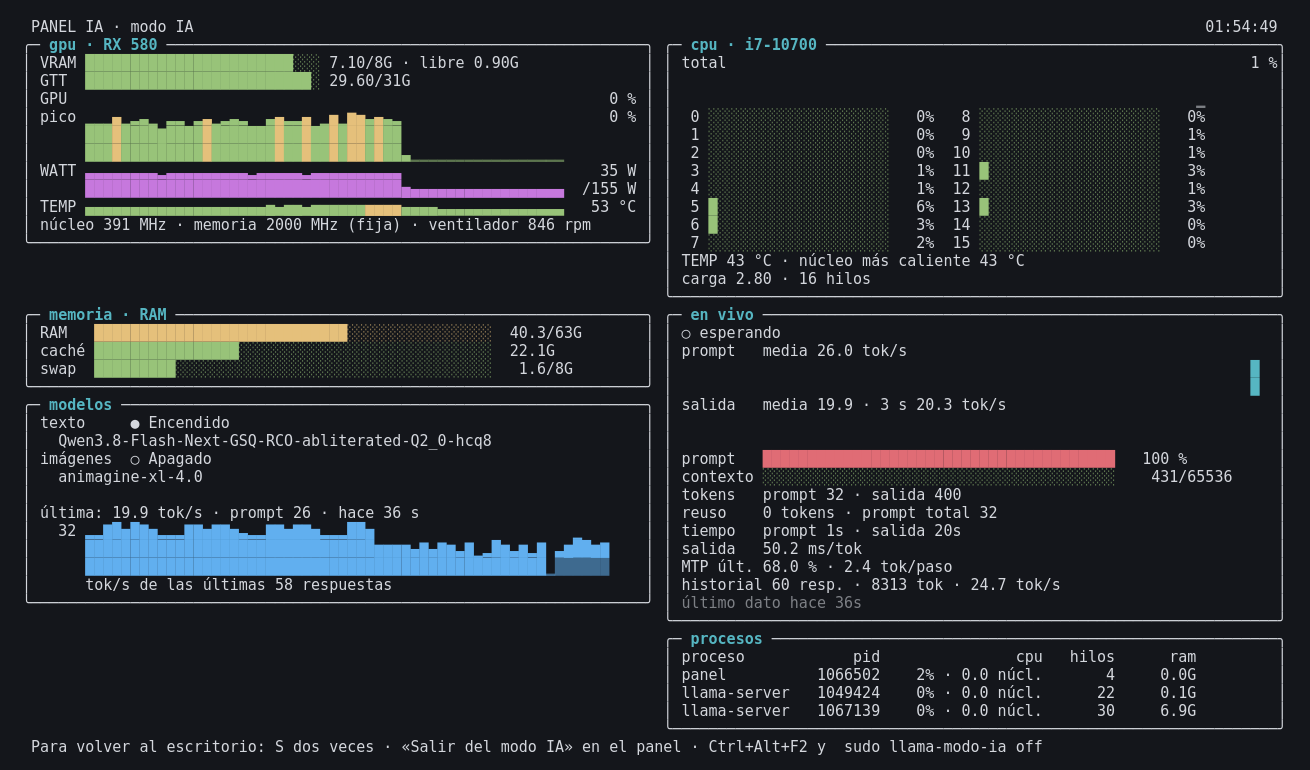 PANEL IA · modo IA 01:54:49
gpu · RX 580
VRAM 7.10/8G · libre 0.90G
GTT 29.60/31G
GPU 0 %
pico 0 %
WATT 35 W
/155 W
TEMP 53 °C
núcleo 391 MHz · memoria 2000 MHz (fija) · ventilador 846 rpm
cpu · i7-10700
total 1 %
0 0% 8 0%
1 0% 9 1%
2 0% 10 1%
3 1% 11 3%
4 1% 12 1%
5 6% 13 3%
6 3% 14 0%
7 2% 15 0%
TEMP 43 °C · núcleo más caliente 43 °C
carga 2.80 · 16 hilos
memoria · RAM
RAM 40.3/63G
caché 22.1G
swap 1.6/8G
modelos
texto ● Encendido
Qwen3.8-Flash-Next-GSQ-RCO-abliterated-Q2_0-hcq8
imágenes ○ Apagado
animagine-xl-4.0
última: 19.9 tok/s · prompt 26 · hace 36 s
32
tok/s de las últimas 58 respuestas
en vivo
○ esperando
prompt media 26.0 tok/s
salida media 19.9 · 3 s 20.3 tok/s
prompt 100 %
contexto 431/65536
tokens prompt 32 · salida 400
reuso 0 tokens · prompt total 32
tiempo prompt 1s · salida 20s
salida 50.2 ms/tok
MTP últ. 68.0 % · 2.4 tok/paso
historial 60 resp. · 8313 tok · 24.7 tok/s
último dato hace 36s
procesos
proceso pid cpu hilos ram
panel 1066502 2% · 0.0 núcl. 4 0.0G
llama-server 1049424 0% · 0.0 núcl. 22 0.1G
llama-server 1067139 0% · 0.0 núcl. 30 6.9G
Para volver al escritorio: S dos veces · «Salir del modo IA» en el panel · Ctrl+Alt+F2 y  sudo llama-modo-ia off